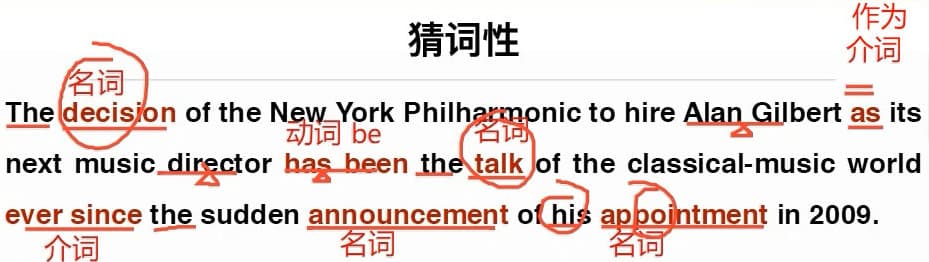 作为
猜词性
介词
名词
The decision of the New York Philharmonic to hire Alan Gilbert as its
动词 be
名词
next music director has been the talk of the classical-music world
ever since the sudden announcement of his appointment in 2009.
介词
名词
名词